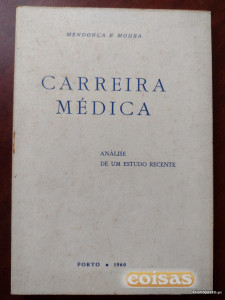 MENDONÇA E MOURA
CARREIRA
MÉDICA
ANÁLISE
DE UM ESTUDO RECENTE
PORTO • 1960
coisas